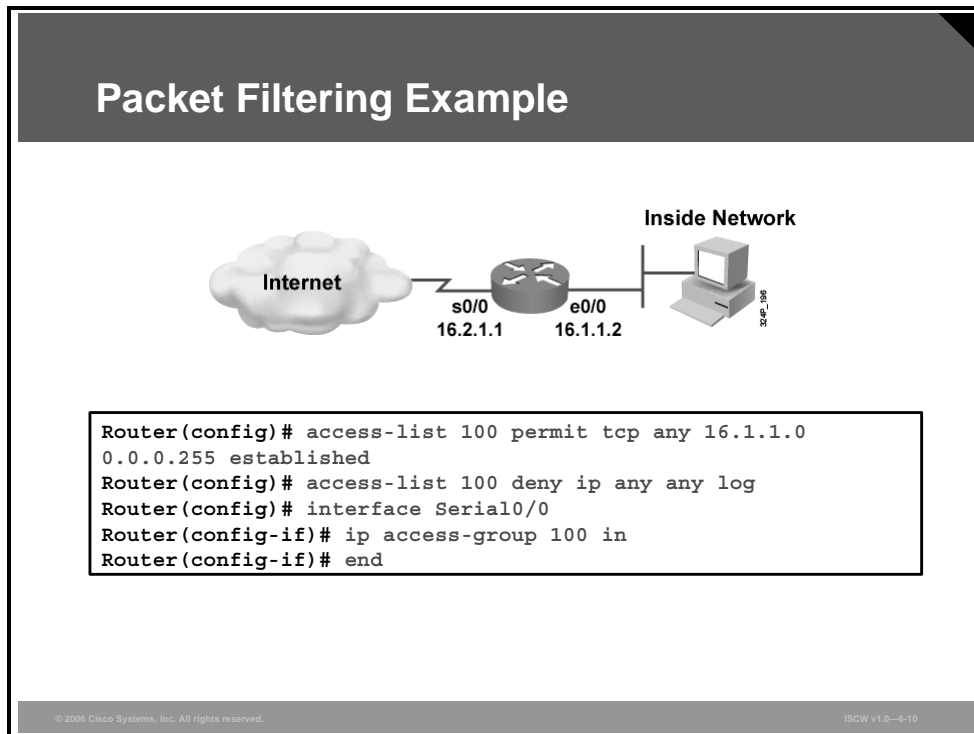 Packet Filtering Example
Inside Network
Internet
s0/0
16.2.1.1
e0/0
16.1.1.2
324P_196
Router(config)# access-list 100 permit tcp any 16.1.1.0
0.0.0.255 established
Router(config)# access-list 100 deny ip any any log
Router(config)# interface Serial0/0
Router(config-if)# ip access-group 100 in
Router(config-if)# end
© 2006 Cisco Systems, Inc. All rights reserved.
ISCW v1.0—6-10